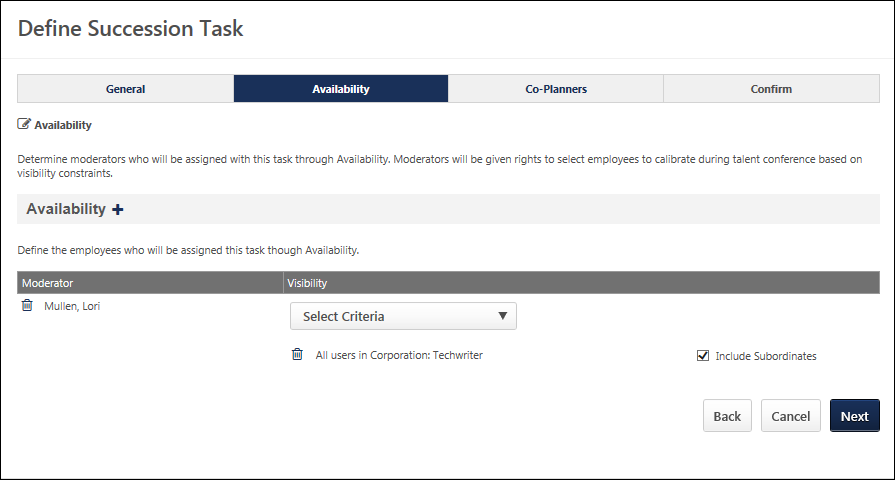 Define Succession Task
General Availability Co-Planners Confirm
Availability
Determine moderators who will be assigned with this task through Availability. Moderators will be given rights to select employees to calibrate during talent conference based on
visibility constraints.
Availability +
Define the employees who will be assigned this task though Availability.
Moderator Visibility
Mullen, Lori
Select Criteria
All users in Corporation: Techwriter Include Subordinates
Back Cancel Next